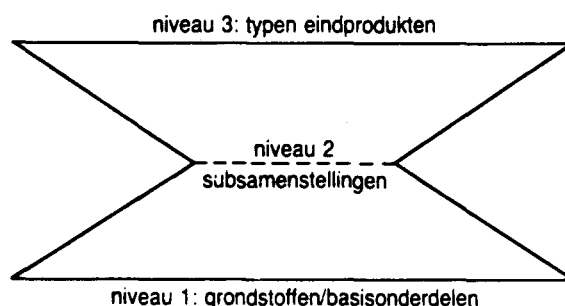 niveau 3: typen eindprodukten
niveau 2
subsamenstellingen
niveau 1: grondstoffen/basisonderdelen